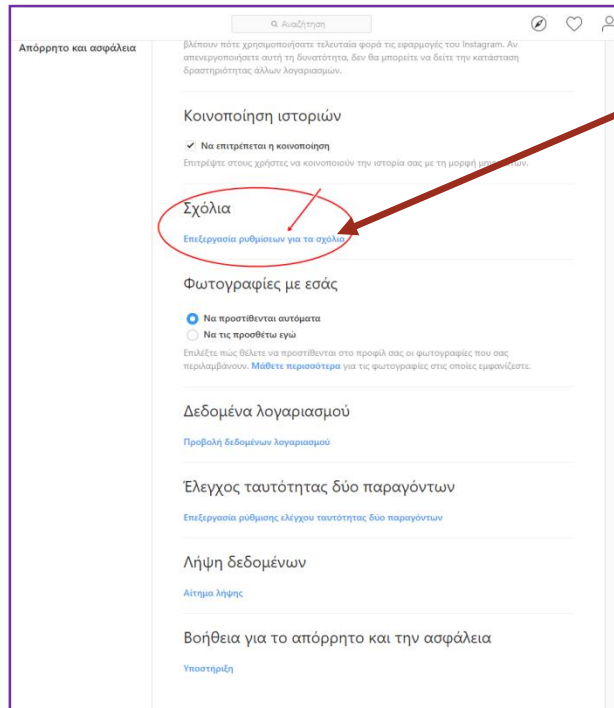 Αναζήτηση
Απόρρητο και ασφάλεια
βλέπουν πότε χρησιμοποιήσατε τελευταία φορά τις εφαρμογές του Instagram. Αν
απενεργοποιήσετε αυτή τη δυνατότητα, δεν θα μπορείτε να δείτε την κατάσταση
δραστηριότητας άλλων λογαριασμών.
Κοινοποίηση ιστοριών
Να επιτρέπεται η κοινοποίηση
Επιτρέψτε στους χρήστες να κοινοποιούν την ιστορία σας με τη μορφή
Σχόλια
Επεξεργασία ρυθμίσεων για τα σχόλια
Φωτογραφίες με εσάς
Να προστίθενται αυτόματα
Να τις προσθέτω εγώ
Επιλέξτε πώς θέλετε να προστίθενται στο προφίλ σας οι φωτογραφίες που σας
περιλαμβάνουν. Μάθετε περισσότερα για τις φωτογραφίες στις οποίες εμφανίζεστε.
Δεδομένα λογαριασμού
Προβολή δεδομένων λογαριασμού
Έλεγχος ταυτότητας δύο παραγόντων
Επεξεργασία ρύθμισης ελέγχου ταυτότητας δύο παραγόντων
Λήψη δεδομένων
Αίτημα λήψης
Βοήθεια για το απόρρητο και την ασφάλεια
Υποστήριξη